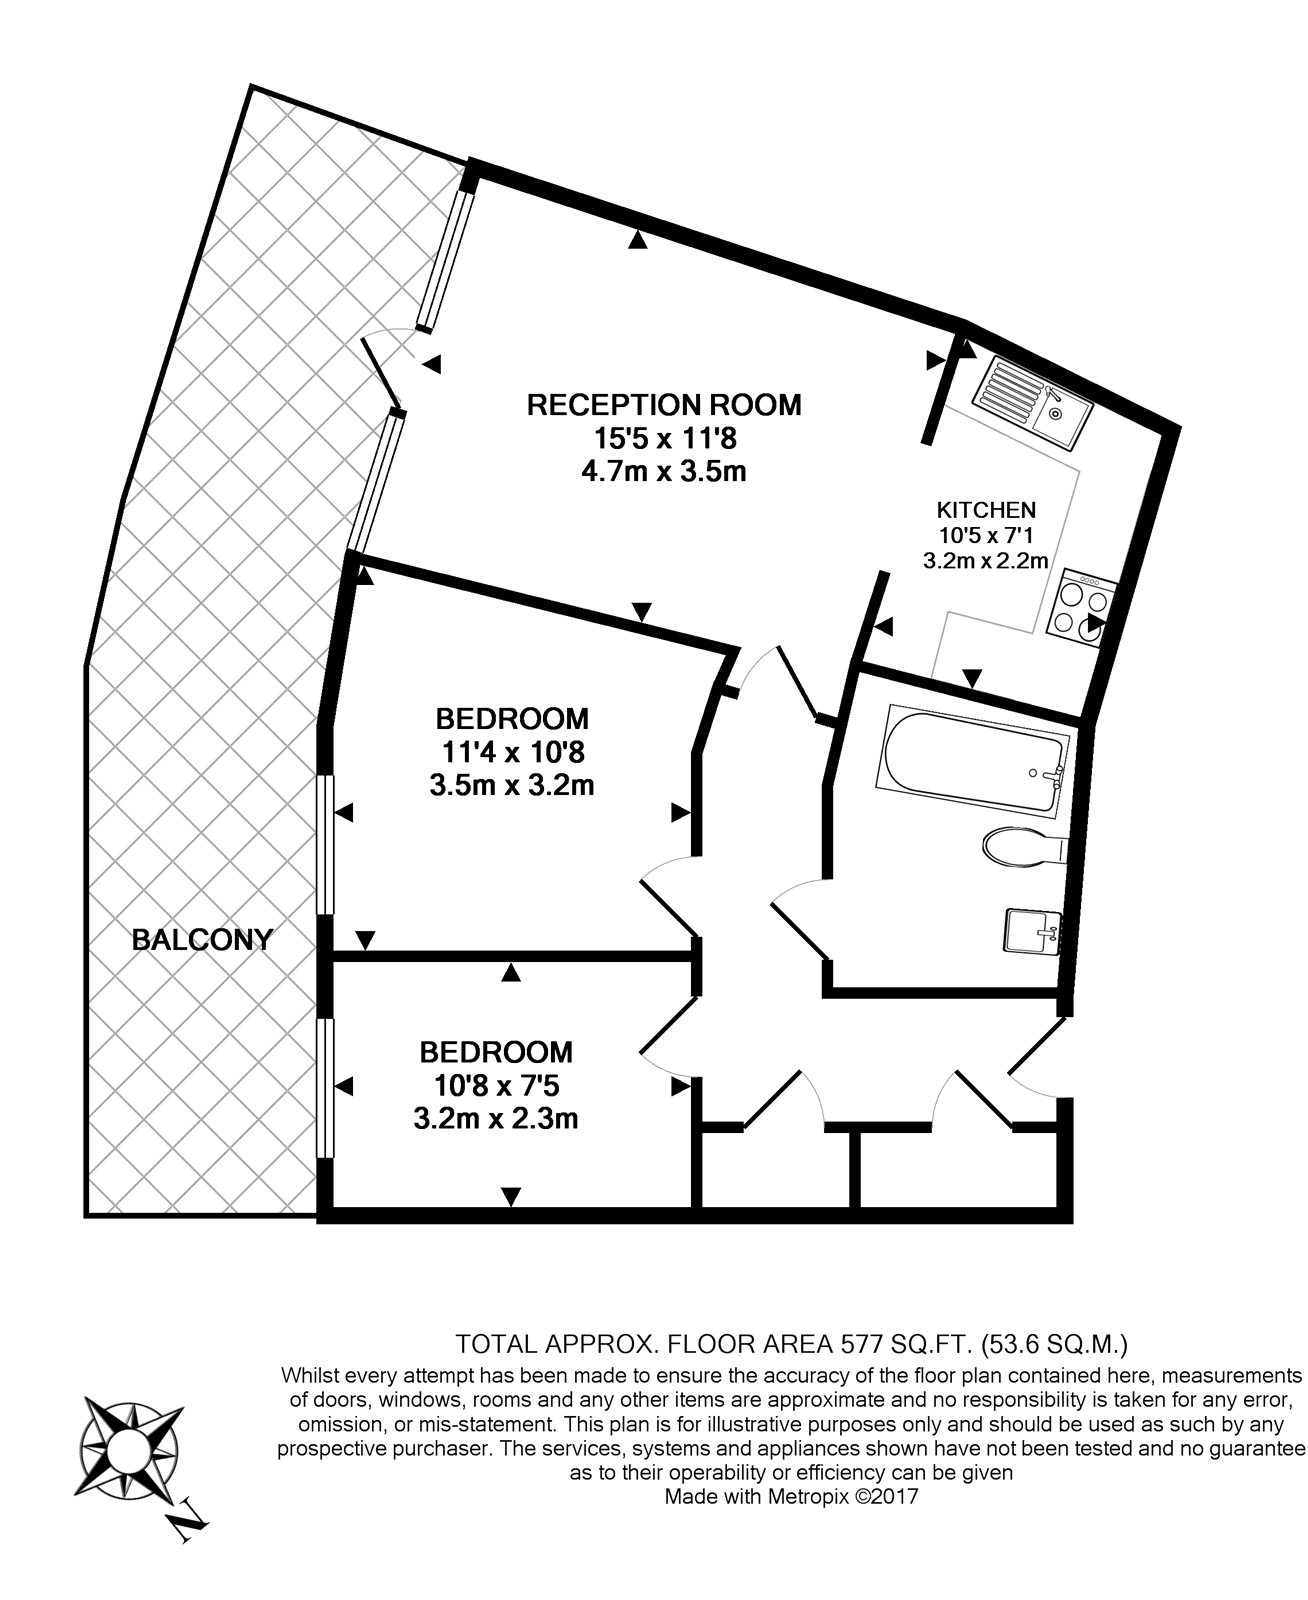 RECEPTION ROOM
15'5 x 11'8
4.7m x 3.5m
KITCHEN
10'5 x 7'1
3.2m x 2.2m
BEDROOM
11'4 x 10'8
3.5m x 3.2m
BALCONY
BEDROOM
10'8 x 7'5
3.2m x 2.3m
TOTAL APPROX. FLOOR AREA 577 SQ.FT. (53.6 SQ.M.)
Whilst every attempt has been made to ensure the accuracy of the floor plan contained here, measurements
of doors, windows, rooms and any other items are approximate and no responsibility is taken for any error,
omission, or mis-statement. This plan is for illustrative purposes only and should be used as such by any
prospective purchaser. The services, systems and appliances shown have not been tested and no guarantee
as to their operability or efficiency can be given
Made with Metropix ©2017
N